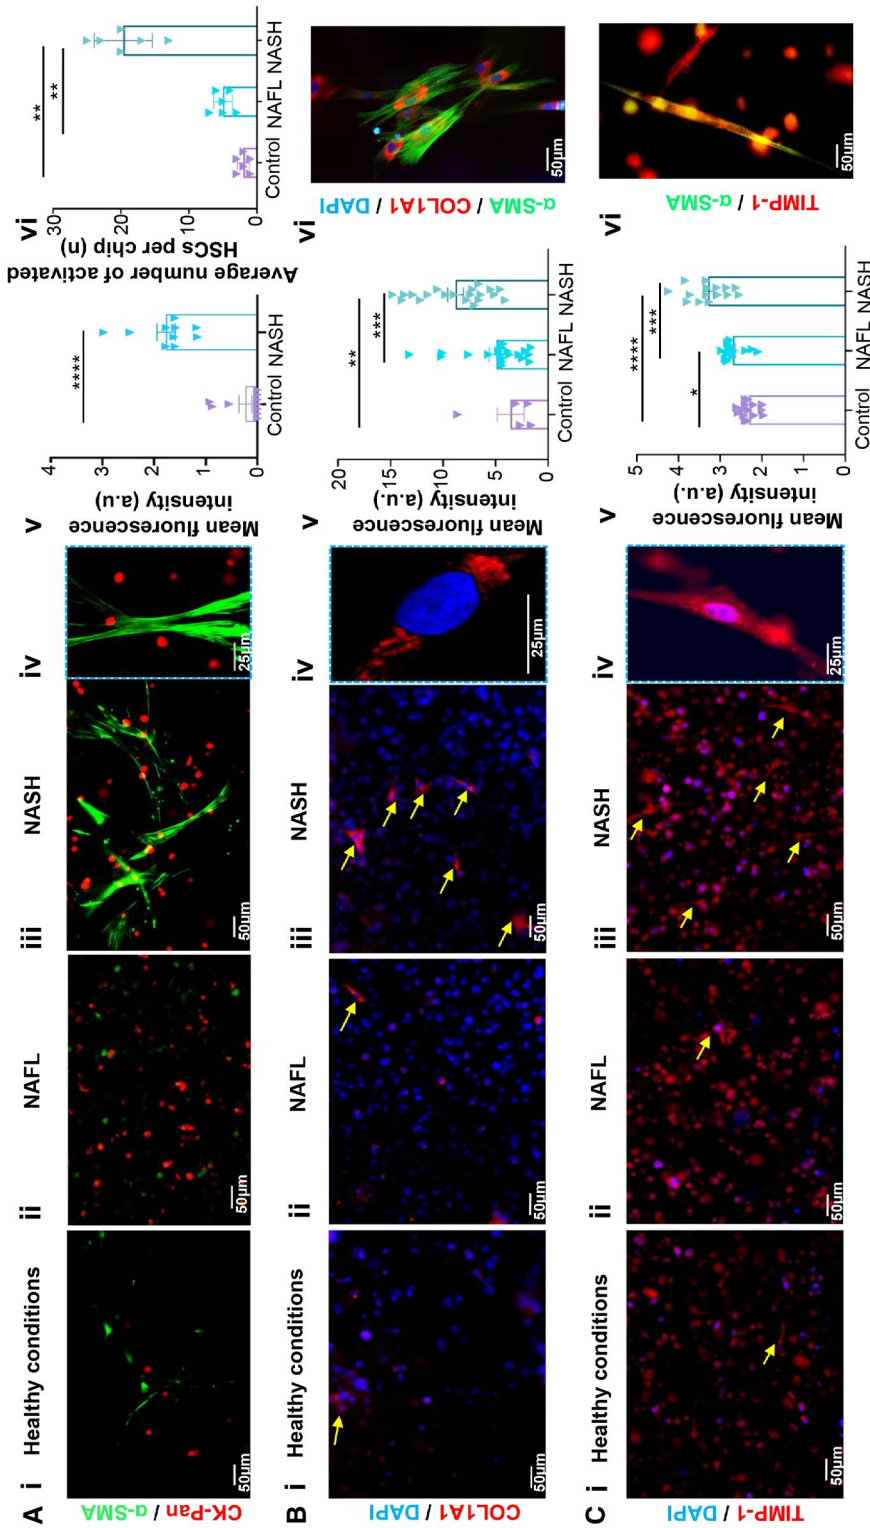 A
i
Healthy conditions
ii
NAFL
iii
NASH
iv
v
vi
α-SMA / CK-Pan
50µm
50µm
50µm
25µm
Mean fluorescence
intensity (a.u)
4
3
2
1
0
****
Control
NASH
Average number of activated
HSCs per chip (n)
30
20
10
0
**
**
Control
NAFL
NASH
B
i
Healthy conditions
ii
NAFL
iii
NASH
iv
v
vi
COL1A1 / DAPI
50µm
50µm
50µm
25µm
Mean fluorescence
intensity (a.u.)
20
15
10
5
0
**
***
Control
NAFL
NASH
α-SMA / COL1A1 / DAPI
50µm
C
i
Healthy conditions
ii
NAFL
iii
NASH
iv
v
vi
TIMP-1 / DAPI
50µm
50µm
50µm
25µm
Mean fluorescence
intensity (a.u.)
5
4
3
2
1
0
*
****
***
Control
NAFL
NASH
TIMP-1 / α-SMA
50µm